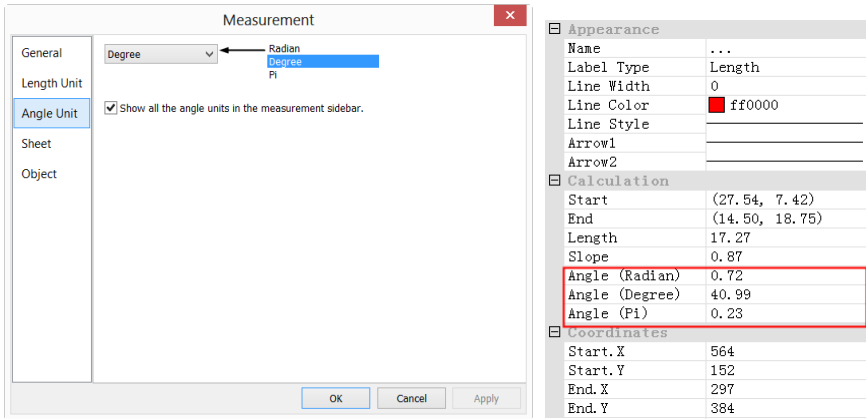 Measurement
General
Length Unit
Angle Unit
Sheet
Object
Degree
Radian
Degree
Pi
Show all the angle units in the measurement sidebar.
OK Cancel Apply
Appearance
Name ...
Label Type Length
Line Width 0
Line Color ff0000
Line Style
Arrow1
Arrow2
Calculation
Start (27.54, 7.42)
End (14.50, 18.75)
Length 17.27
Slope 0.87
Angle (Radian) 0.72
Angle (Degree) 40.99
Angle (Pi) 0.23
Coordinates
Start.X 564
Start.Y 152
End.X 297
End.Y 384